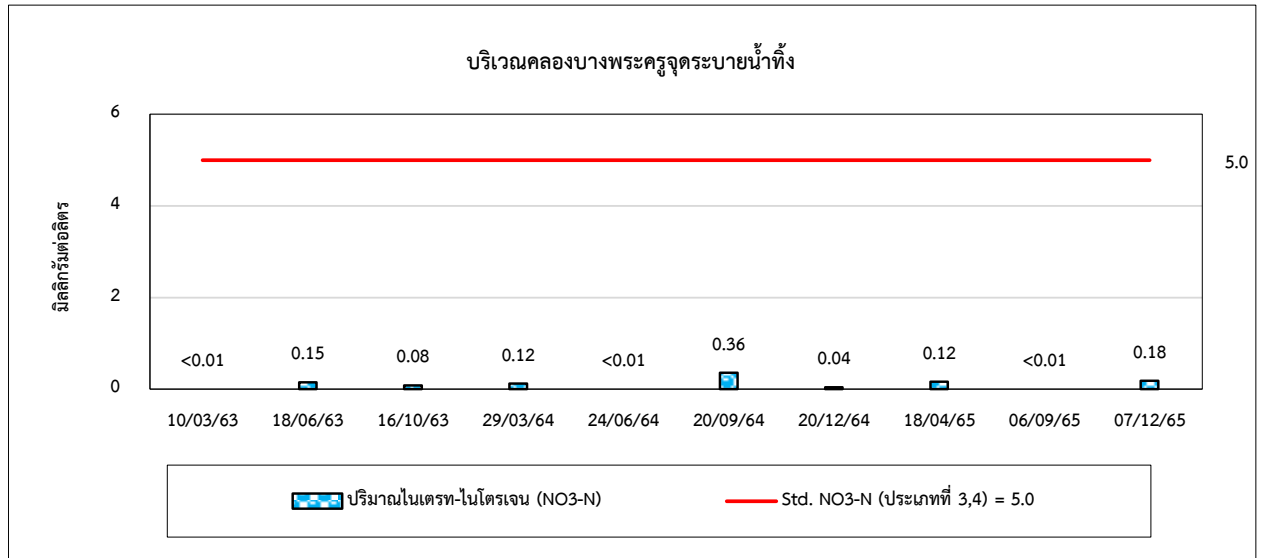 บริเวณคลองบางพระครูจุดระบายน้ำทิ้ง
มิลลิกรัมต่อลิตร
6
4
2
0
5.0
<0.01 0.15 0.08 0.12 <0.01 0.36 0.04 0.12 <0.01 0.18
10/03/63 18/06/63 16/10/63 29/03/64 24/06/64 20/09/64 20/12/64 18/04/65 06/09/65 07/12/65
ปริมาณไนเตรท-ไนโตรเจน (NO3-N) Std. NO3-N (ประเภทที่ 3,4) = 5.0